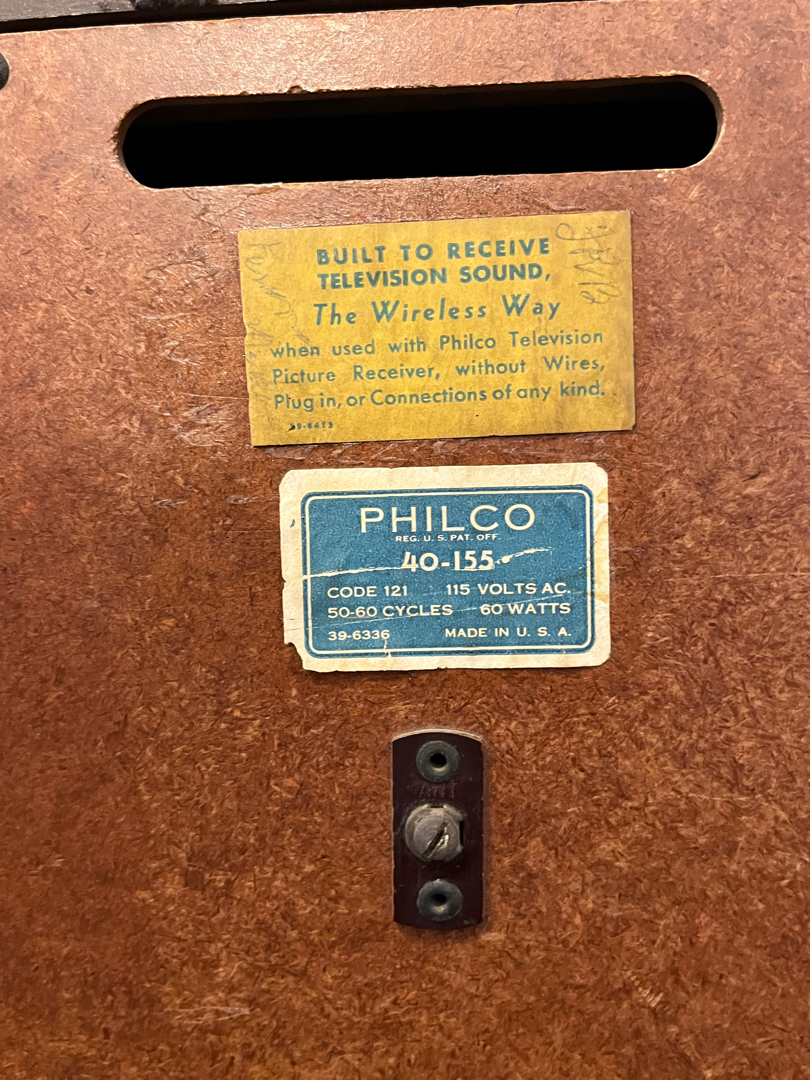 BUILT TO RECEIVE
TELEVISION SOUND,
The Wireless Way
when used with Philco Television
Picture Receiver, without Wires,
Plug in, or Connections of any kind.
PHILCO
REG. U. S. PAT. OFF.
40-155
CODE 121 115 VOLTS AC.
50-60 CYCLES 60 WATTS
39-6336 MADE IN U. S. A.
ANT